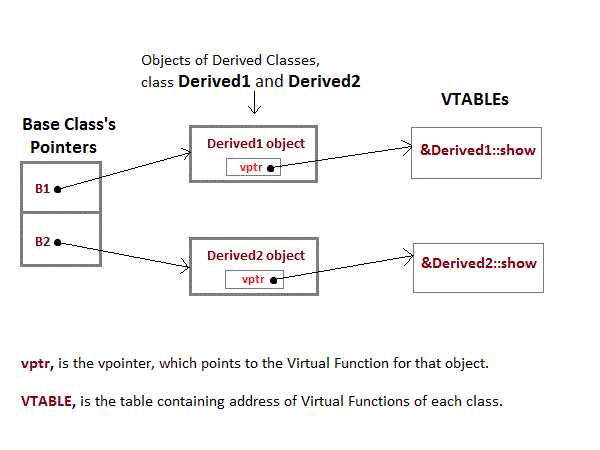 Objects of Derived Classes,
class Derived1 and Derived2
VTABLEs
Base Class's
Pointers
Derived1 object
vptr
&Derived1::show
B1
B2
Derived2 object
vptr
&Derived2::show
vptr, is the vpointer, which points to the Virtual Function for that object.
VTABLE, is the table containing address of Virtual Functions of each class.